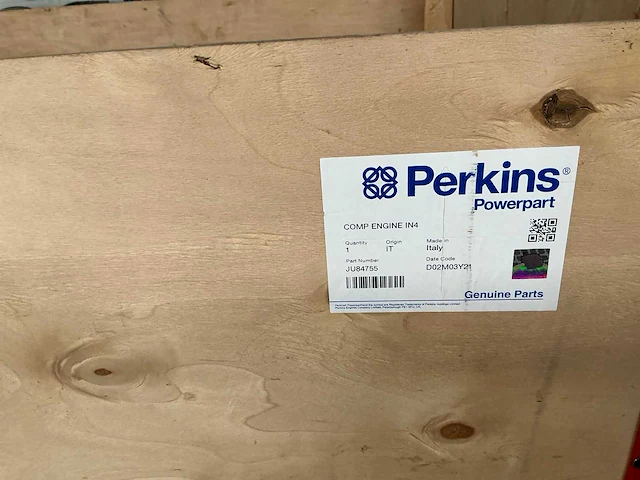 Perkins®
Powerpart
COMP ENGINE IN4
Quantity Origin Made in
1 IT Italy
Part Number Date Code
JU84755 D02M03Y21
Genuine Parts